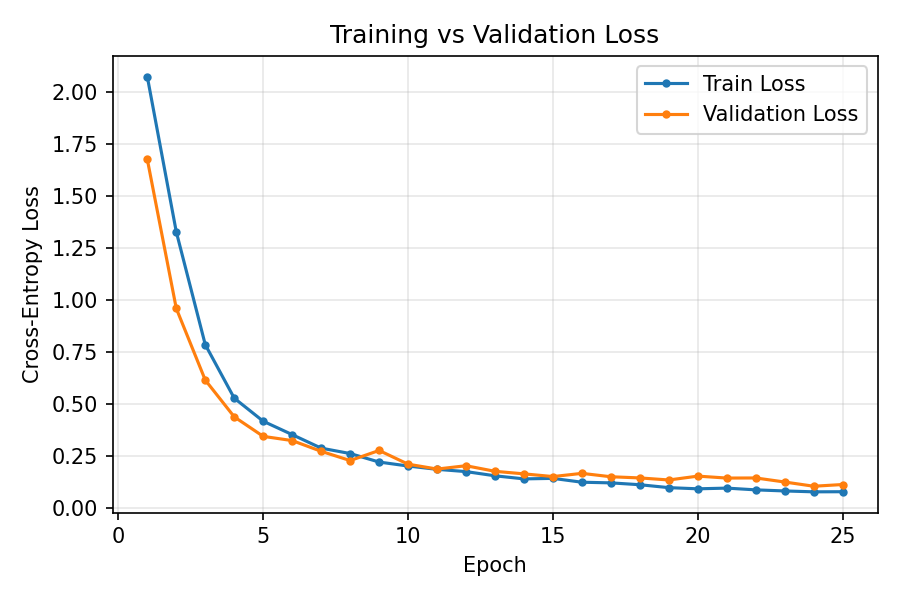 Training vs Validation Loss
Train Loss
Validation Loss
Cross-Entropy Loss
2.00
1.75
1.50
1.25
1.00
0.75
0.50
0.25
0.00
0 5 10 15 20 25
Epoch